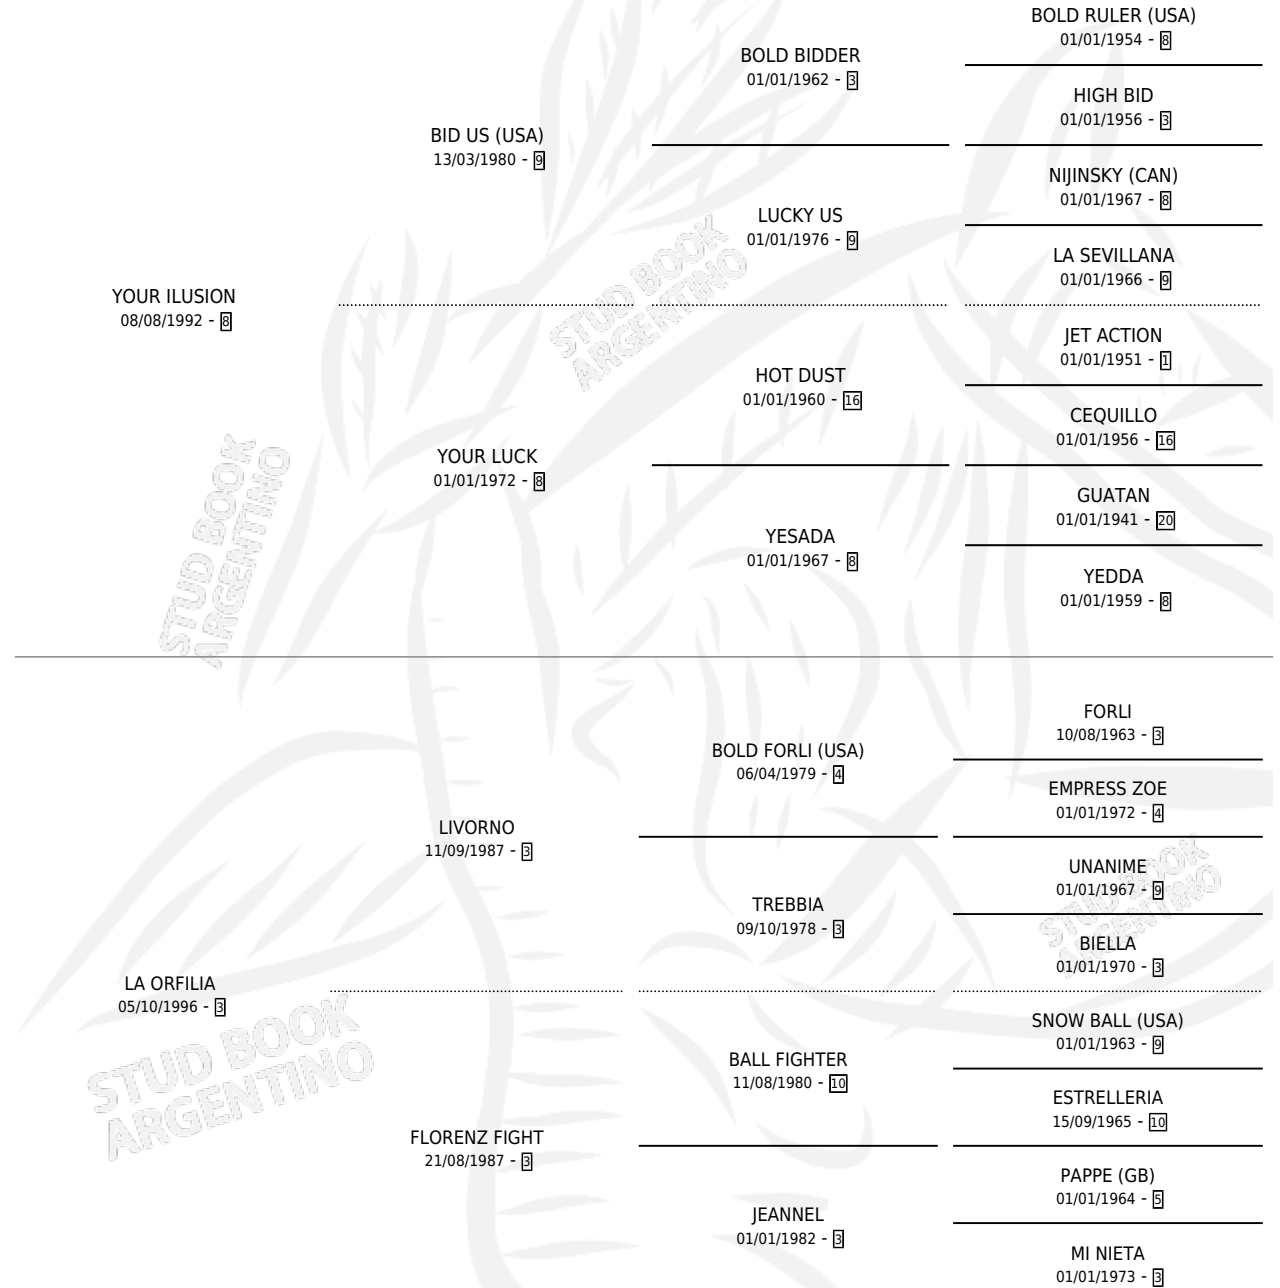 BOLD RULER (USA)
01/01/1954 - 8
BOLD BIDDER
01/01/1962 - 3
HIGH BID
01/01/1956 - 3
BID US (USA)
13/03/1980 - 9
NIJINSKY (CAN)
01/01/1967 - 8
LUCKY US
01/01/1976 - 9
LA SEVILLANA
01/01/1966 - 9
YOUR ILUSION
08/08/1992 - 8
STUD BOOK
ARGENTINO
JET ACTION
01/01/1951 - 1
HOT DUST
01/01/1960 - 16
CEQUILLO
01/01/1956 - 16
YOUR LUCK
01/01/1972 - 8
GUATAN
01/01/1941 - 20
YESADA
01/01/1967 - 8
YEDDA
01/01/1959 - 8
STUD BOOK
ARGENTINO
FORLI
10/08/1963 - 3
BOLD FORLI (USA)
06/04/1979 - 4
EMPRESS ZOE
01/01/1972 - 4
LIVORNO
11/09/1987 - 3
UNANIME
01/01/1967 - 9
TREBBIA
09/10/1978 - 3
STUD BOOK
ARGENTINO
BIELLA
01/01/1970 - 3
LA ORFILIA
05/10/1996 - 3
STUD BOOK
ARGENTINO
SNOW BALL (USA)
01/01/1963 - 9
BALL FIGHTER
11/08/1980 - 10
ESTRELLERIA
15/09/1965 - 10
FLORENZ FIGHT
21/08/1987 - 3
PAPPE (GB)
01/01/1964 - 5
JEANNEL
01/01/1982 - 3
MI NIETA
01/01/1973 - 3